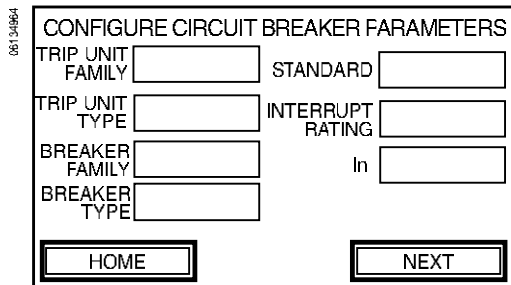 06134964
CONFIGURE CIRCUIT BREAKER PARAMETERS
TRIP UNIT
FAMILY
TRIP UNIT
TYPE
BREAKER
FAMILY
BREAKER
TYPE
STANDARD
INTERRUPT
RATING
In
HOME
NEXT